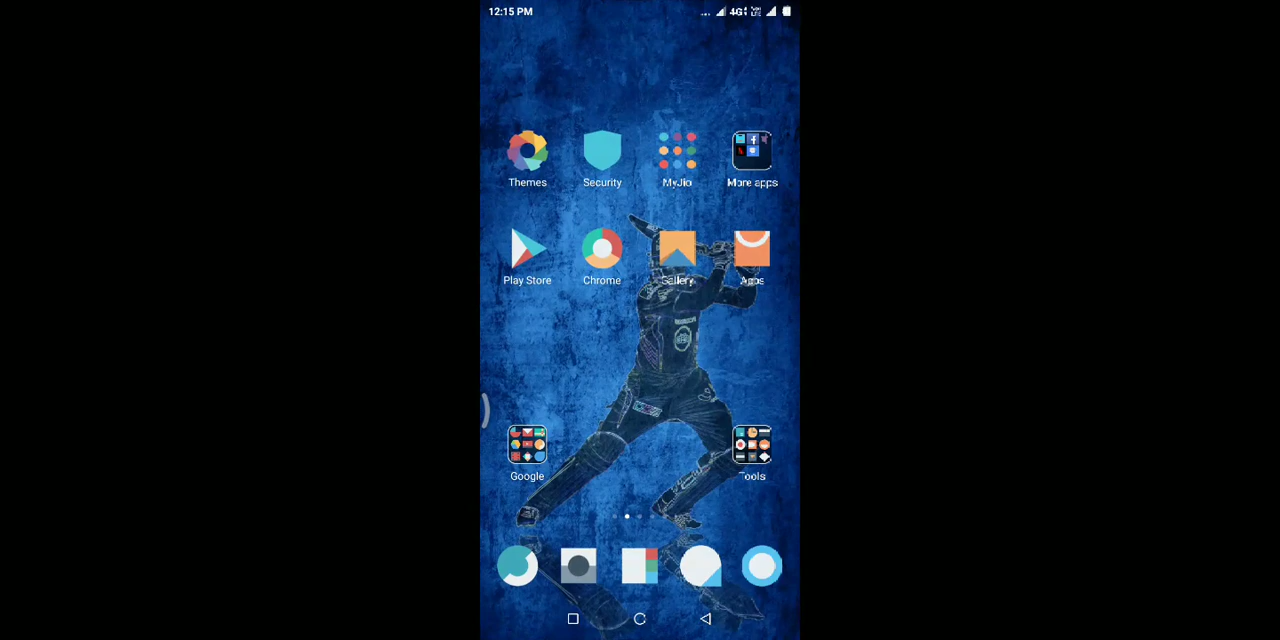 12:15 PM 4G
Themes Security MyJio More apps
Play Store Chrome Gallery Apps
Google Tools